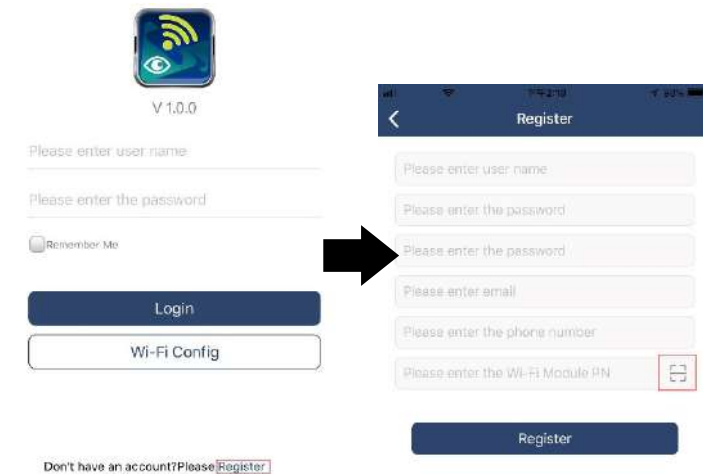 V 1.0.0
Please enter user name
Please enter the password
Remember Me
Login
Wi-Fi Config
Don't have an account?Please Register
Register
Please enter user name
Please enter the password
Please enter the password
Please enter email
Please enter the phone number
Please enter the Wi-Fi Module PN
Register